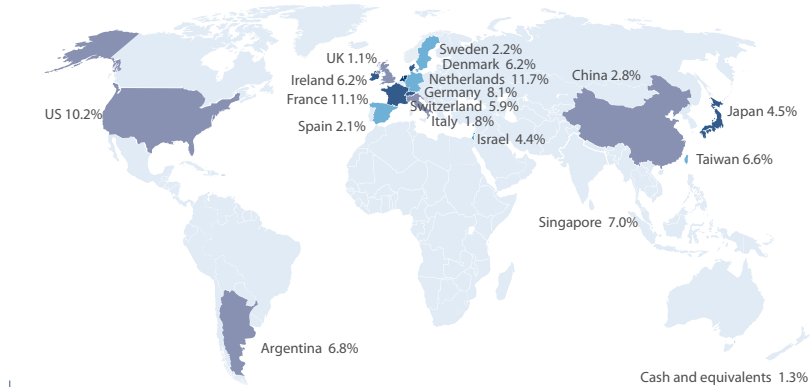 Sweden 2.2%
UK 1.1%
Denmark 6.2%
Ireland 6.2%
Netherlands 11.7%
China 2.8%
Germany 8.1%
France 11.1%
Switzerland 5.9%
US 10.2%
Japan 4.5%
Italy 1.8%
Spain 2.1%
Israel 4.4%
Taiwan 6.6%
Singapore 7.0%
Argentina 6.8%
Cash and equivalents 1.3%